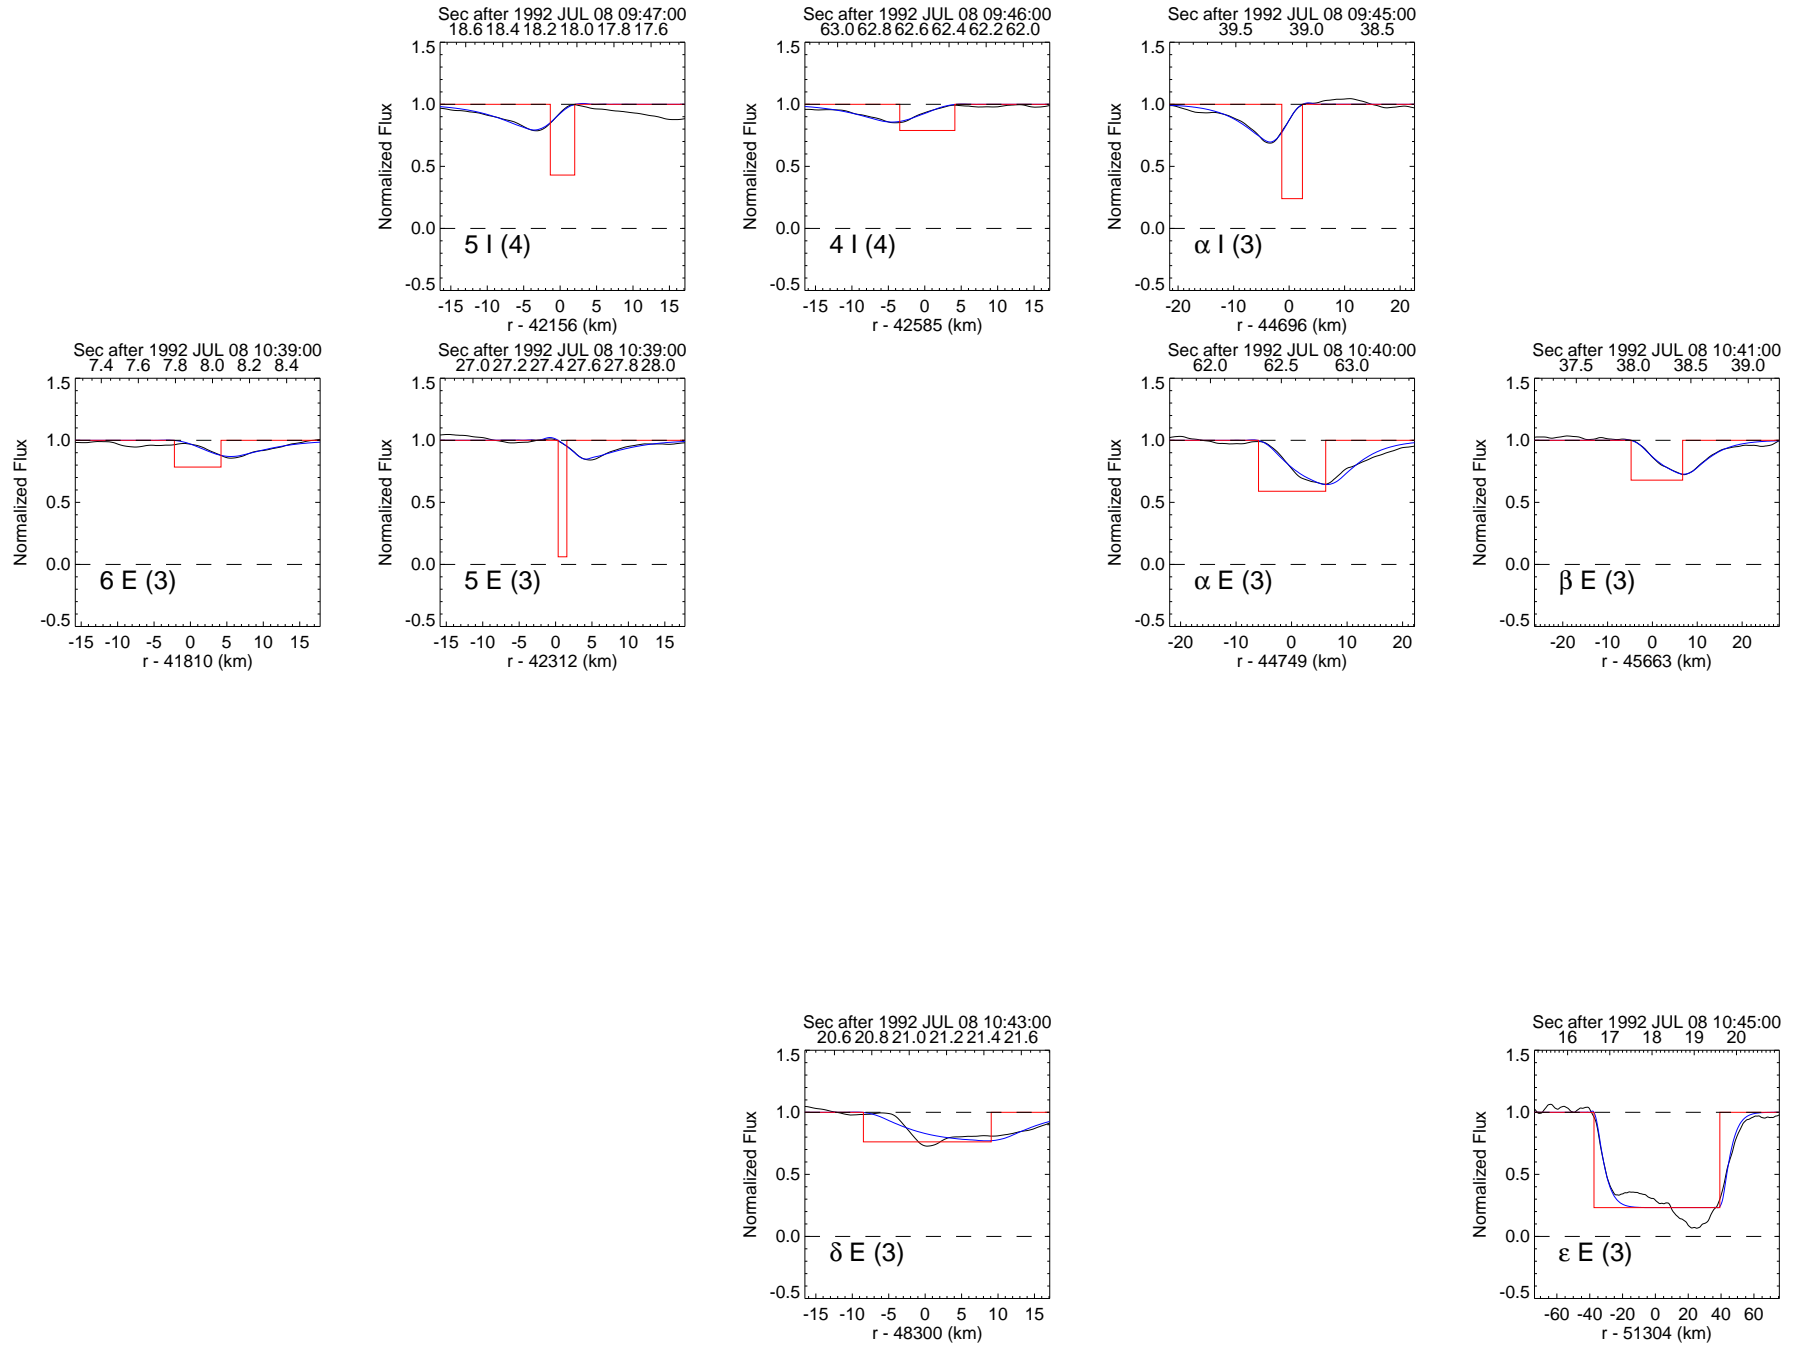 Sec after 1992 JUL 08 09:47:00
18.6 18.4 18.2 18.0 17.8 17.6
Normalized Flux
1.5
1.0
0.5
0.0
-0.5
5 I (4)
-15 -10 -5 0 5 10 15
r - 42156 (km)
Sec after 1992 JUL 08 09:46:00
63.0 62.8 62.6 62.4 62.2 62.0
Normalized Flux
1.5
1.0
0.5
0.0
-0.5
4 I (4)
-15 -10 -5 0 5 10 15
r - 42585 (km)
Sec after 1992 JUL 08 09:45:00
39.5 39.0 38.5
Normalized Flux
1.5
1.0
0.5
0.0
-0.5
α I (3)
-20 -10 0 10 20
r - 44696 (km)
Sec after 1992 JUL 08 10:39:00
7.4 7.6 7.8 8.0 8.2 8.4
Normalized Flux
1.5
1.0
0.5
0.0
-0.5
6 E (3)
-15 -10 -5 0 5 10 15
r - 41810 (km)
Sec after 1992 JUL 08 10:39:00
27.0 27.2 27.4 27.6 27.8 28.0
Normalized Flux
1.5
1.0
0.5
0.0
-0.5
5 E (3)
-15 -10 -5 0 5 10 15
r - 42312 (km)
Sec after 1992 JUL 08 10:40:00
62.0 62.5 63.0
Normalized Flux
1.5
1.0
0.5
0.0
-0.5
α E (3)
-20 -10 0 10 20
r - 44749 (km)
Sec after 1992 JUL 08 10:41:00
37.5 38.0 38.5 39.0
Normalized Flux
1.5
1.0
0.5
0.0
-0.5
β E (3)
-20 -10 0 10 20
r - 45663 (km)
Sec after 1992 JUL 08 10:43:00
20.6 20.8 21.0 21.2 21.4 21.6
Normalized Flux
1.5
1.0
0.5
0.0
-0.5
δ E (3)
-15 -10 -5 0 5 10 15
r - 48300 (km)
Sec after 1992 JUL 08 10:45:00
16 17 18 19 20
Normalized Flux
1.5
1.0
0.5
0.0
-0.5
ε E (3)
-60 -40 -20 0 20 40 60
r - 51304 (km)